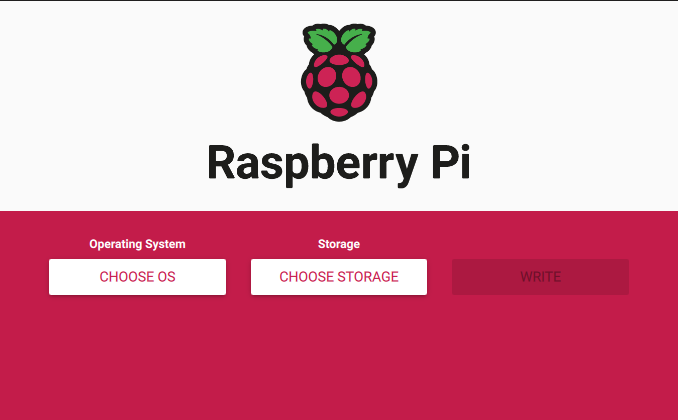 Raspberry Pi
Operating System
Storage
CHOOSE OS
CHOOSE STORAGE
WRITE